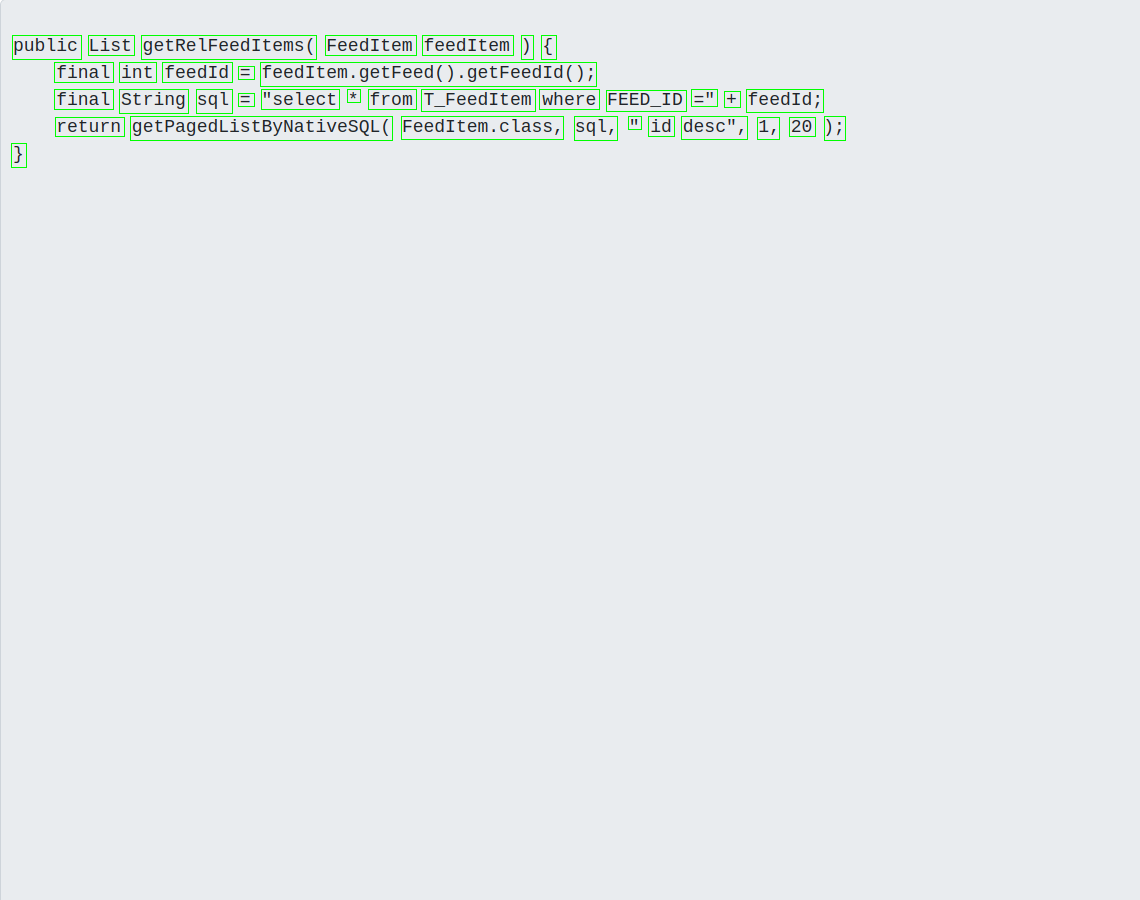 public List getRelFeedItems( FeedItem feedItem ) {
    final int feedId = feedItem.getFeed().getFeedId();
    final String sql = "select * from T_FeedItem where FEED_ID =" + feedId;
    return getPagedListByNativeSQL( FeedItem.class, sql, " id desc", 1, 20 );
}